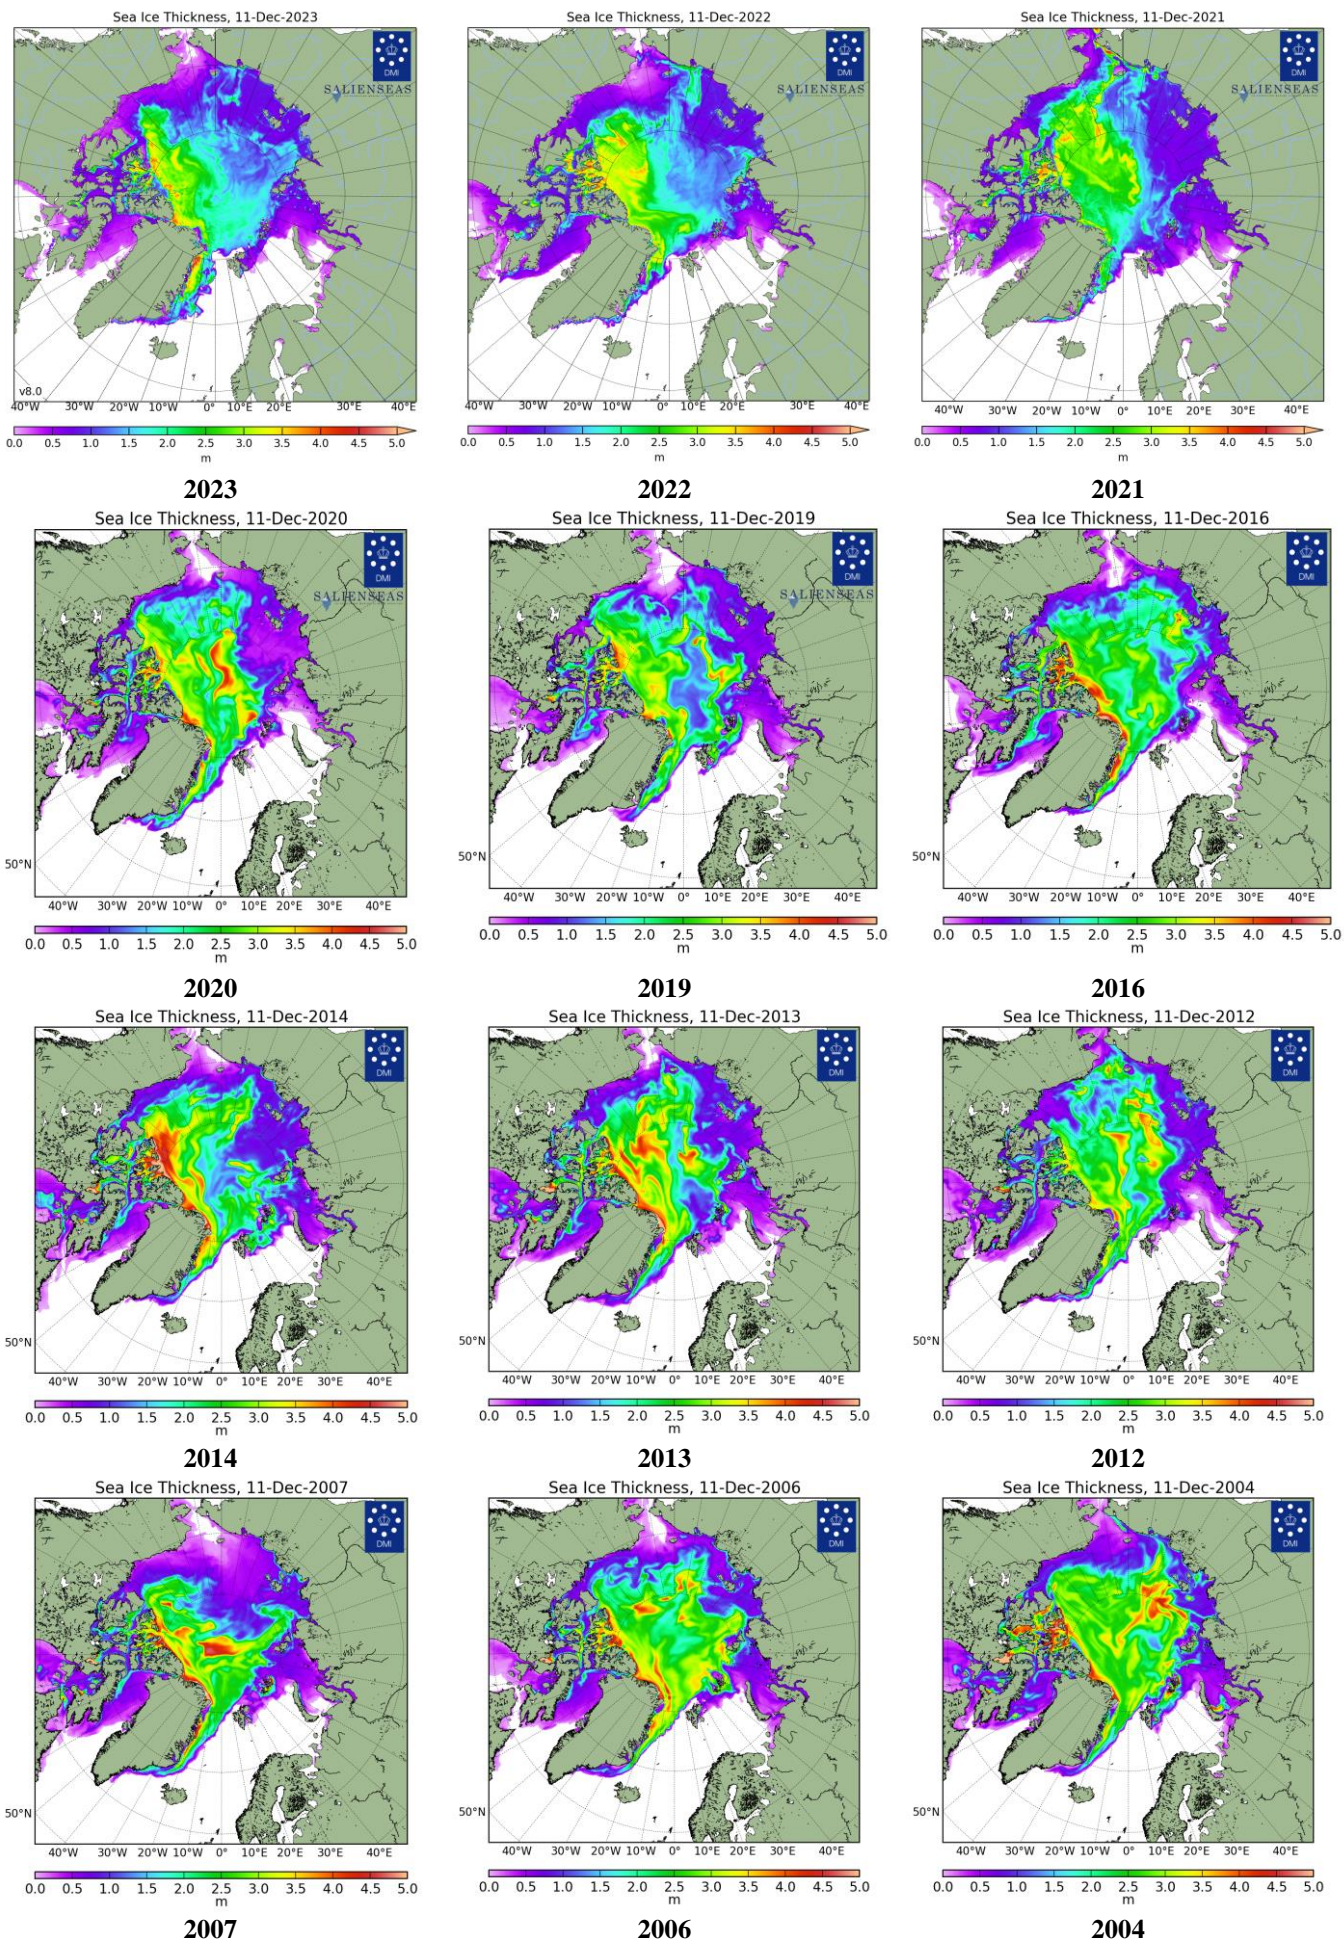 Sea Ice Thickness, 11-Dec-2023
Sea Ice Thickness, 11-Dec-2022
Sea Ice Thickness, 11-Dec-2021
DMI
DMI
DMI
SALIENSEAS
SALIENSEAS
SALIENSEAS
v8.0
40°W 30°W 20°W 10°W 0° 10°E 20°E 30°E 40°E
40°W 30°W 20°W 10°W 0° 10°E 20°E 30°E 40°E
40°W 30°W 20°W 10°W 0° 10°E 20°E 30°E 40°E
0.0 0.5 1.0 1.5 2.0 2.5 3.0 3.5 4.0 4.5 5.0
0.0 0.5 1.0 1.5 2.0 2.5 3.0 3.5 4.0 4.5 5.0
0.0 0.5 1.0 1.5 2.0 2.5 3.0 3.5 4.0 4.5 5.0
m
m
m
2023
2022
2021
Sea Ice Thickness, 11-Dec-2020
Sea Ice Thickness, 11-Dec-2019
Sea Ice Thickness, 11-Dec-2016
DMI
DMI
DMI
SALIENSEAS
SALIENSEAS
50°N
50°N
50°N
40°W 30°W 20°W 10°W 0° 10°E 20°E 30°E 40°E
40°W 30°W 20°W 10°W 0° 10°E 20°E 30°E 40°E
40°W 30°W 20°W 10°W 0° 10°E 20°E 30°E 40°E
0.0 0.5 1.0 1.5 2.0 2.5 3.0 3.5 4.0 4.5 5.0
0.0 0.5 1.0 1.5 2.0 2.5 3.0 3.5 4.0 4.5 5.0
0.0 0.5 1.0 1.5 2.0 2.5 3.0 3.5 4.0 4.5 5.0
m
m
m
2020
2019
2016
Sea Ice Thickness, 11-Dec-2014
Sea Ice Thickness, 11-Dec-2013
Sea Ice Thickness, 11-Dec-2012
DMI
DMI
DMI
50°N
50°N
50°N
40°W 30°W 20°W 10°W 0° 10°E 20°E 30°E 40°E
40°W 30°W 20°W 10°W 0° 10°E 20°E 30°E 40°E
40°W 30°W 20°W 10°W 0° 10°E 20°E 30°E 40°E
0.0 0.5 1.0 1.5 2.0 2.5 3.0 3.5 4.0 4.5 5.0
0.0 0.5 1.0 1.5 2.0 2.5 3.0 3.5 4.0 4.5 5.0
0.0 0.5 1.0 1.5 2.0 2.5 3.0 3.5 4.0 4.5 5.0
m
m
m
2014
2013
2012
Sea Ice Thickness, 11-Dec-2007
Sea Ice Thickness, 11-Dec-2006
Sea Ice Thickness, 11-Dec-2004
DMI
DMI
DMI
50°N
50°N
50°N
40°W 30°W 20°W 10°W 0° 10°E 20°E 30°E 40°E
40°W 30°W 20°W 10°W 0° 10°E 20°E 30°E 40°E
40°W 30°W 20°W 10°W 0° 10°E 20°E 30°E 40°E
0.0 0.5 1.0 1.5 2.0 2.5 3.0 3.5 4.0 4.5 5.0
0.0 0.5 1.0 1.5 2.0 2.5 3.0 3.5 4.0 4.5 5.0
0.0 0.5 1.0 1.5 2.0 2.5 3.0 3.5 4.0 4.5 5.0
m
m
m
2007
2006
2004